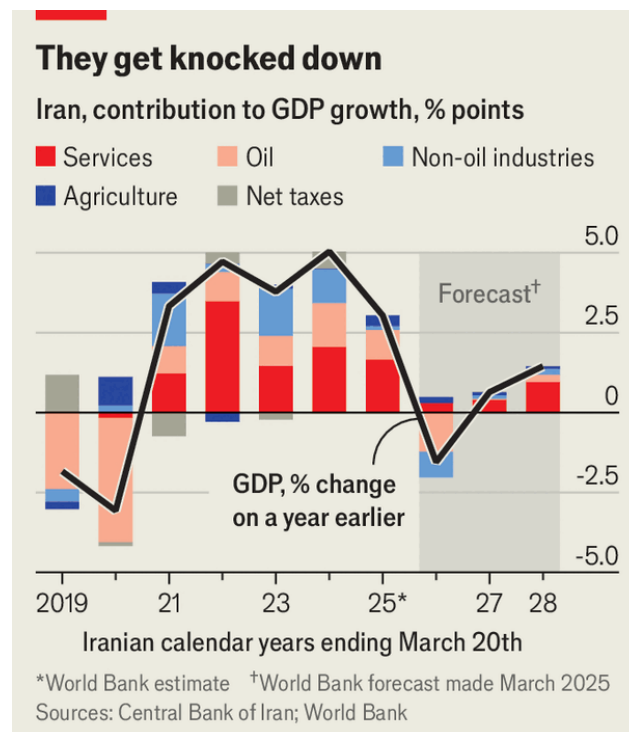 They get knocked down
Iran, contribution to GDP growth, % points
Services Oil Non-oil industries
Agriculture Net taxes
5.0
Forecast†
2.5
0
GDP, % change
on a year earlier
-2.5
-5.0
2019 21 23 25* 27 28
Iranian calendar years ending March 20th
*World Bank estimate †World Bank forecast made March 2025
Sources: Central Bank of Iran; World Bank